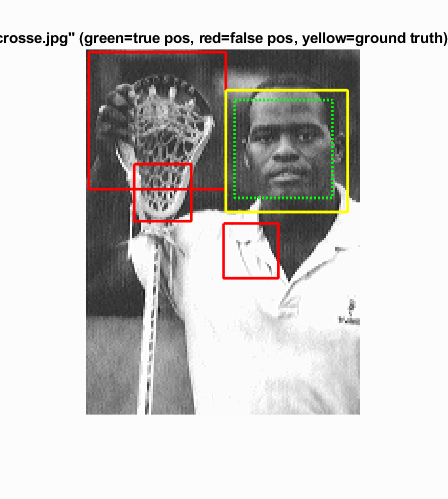 crosse.jpg" (green=true pos, red=false pos, yellow=ground truth)